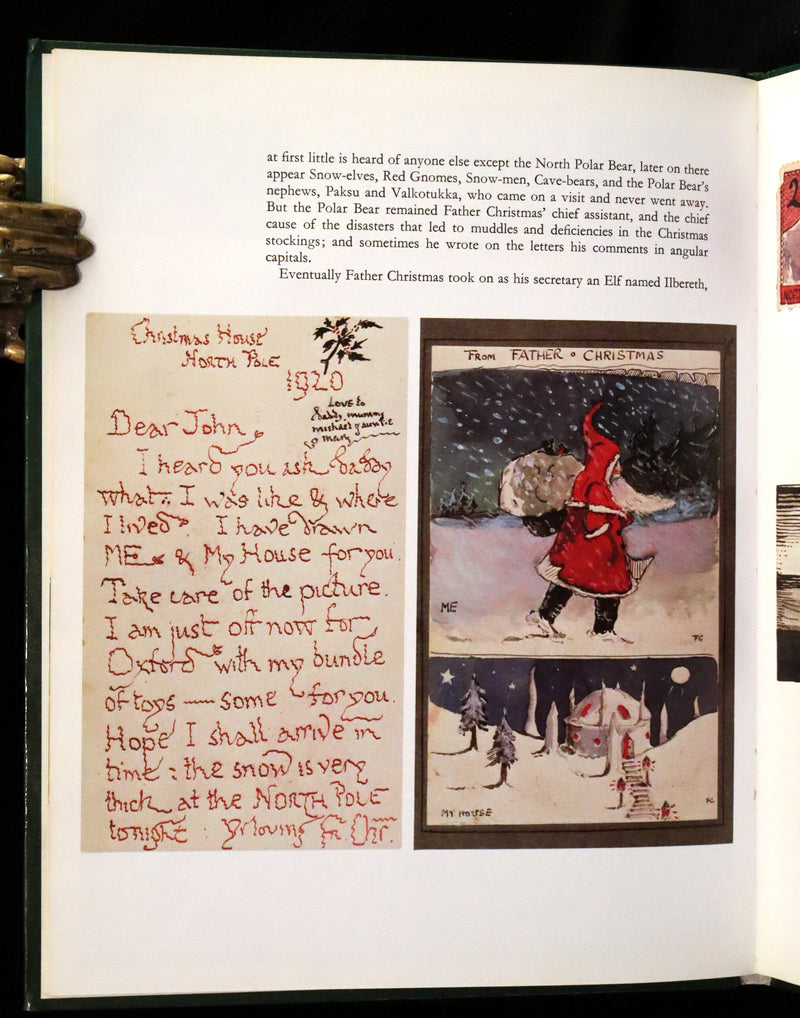 at first little is heard of anyone else except the North Polar Bear, later on there
appear Snow-elves, Red Gnomes, Snow-men, Cave-bears, and the Polar Bear's
nephews, Paksu and Valkotukka, who came on a visit and never went away.
But the Polar Bear remained Father Christmas' chief assistant, and the chief
cause of the disasters that led to muddles and deficiencies in the Christmas
stockings; and sometimes he wrote on the letters his comments in angular
capitals.
Eventually Father Christmas took on as his secretary an Elf named Ilbereth,
Christmas House
NORTH POLE
1920
Love to
daddy, mummy
michael & auntie
& mary
Dear John
I heard you ask daddy
what I was like & where
I lived. I have drawn
ME & My House for you.
Take care of the picture.
I am just off now for
Oxford with my bundle
of toys — some for you.
Hope I shall arrive in
time: the snow is very
thick at the NORTH POLE
tonight: Yr loving Fr. Chr.
FROM FATHER CHRISTMAS
ME
FC
MY HOUSE
FC
2